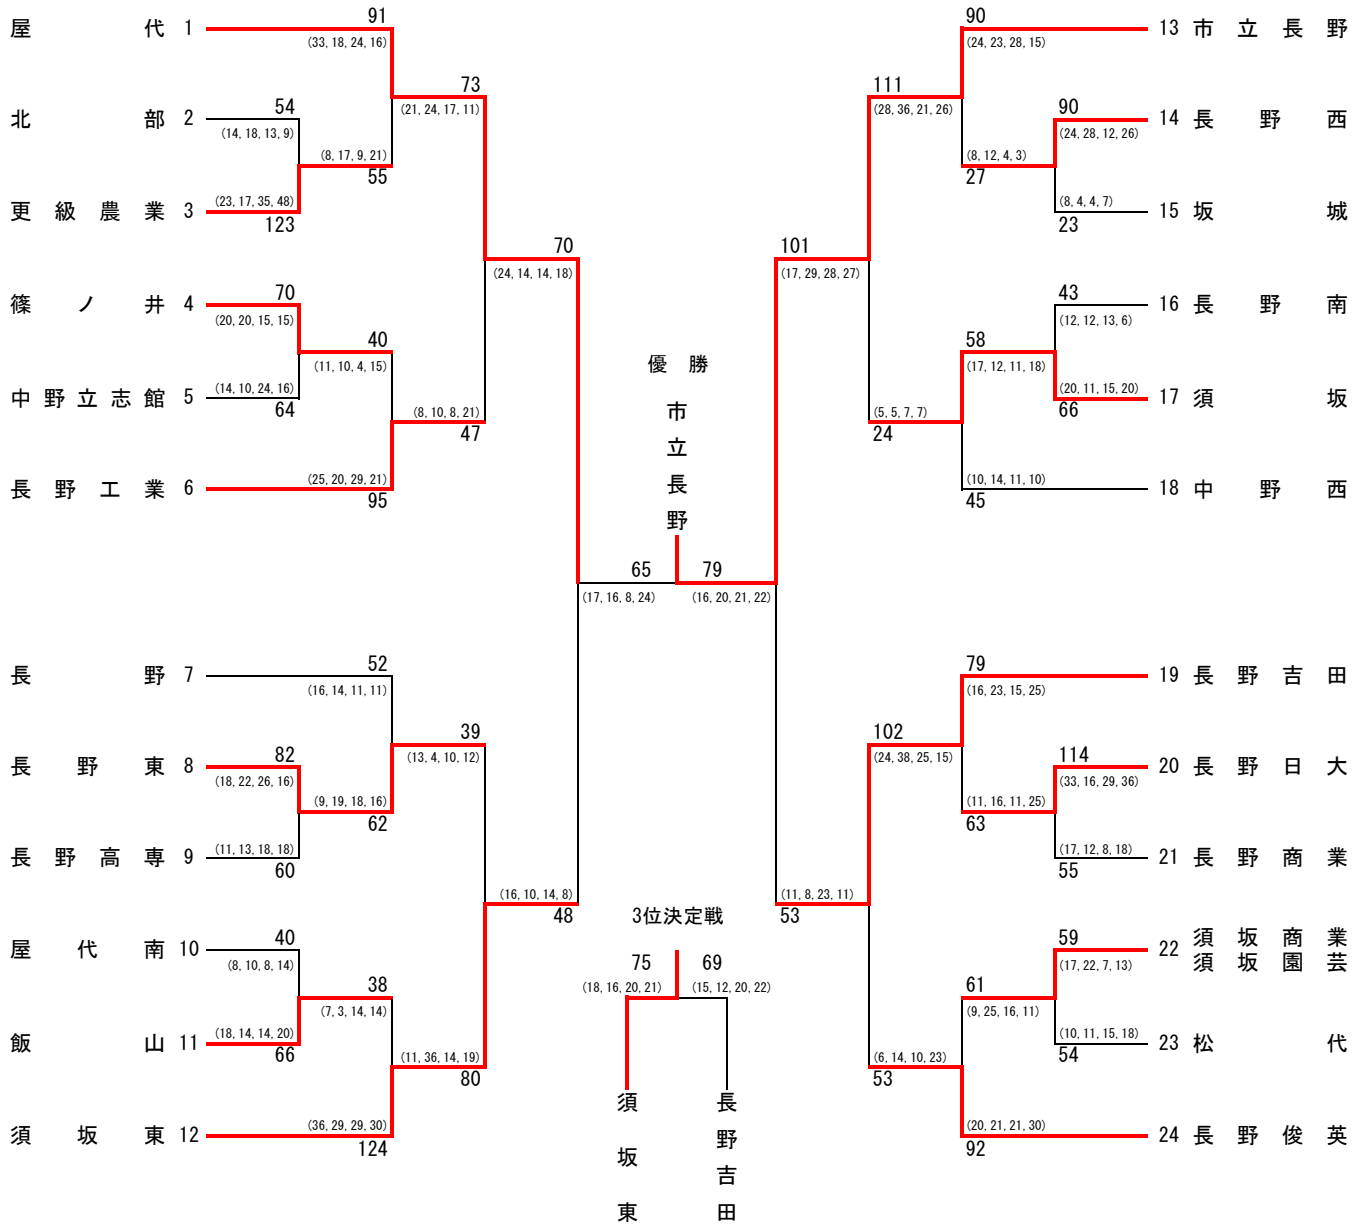 91
90
屋代 1
13 市立長野
(33, 18, 24, 16)
(24, 23, 28, 15)
73
111
54
90
(21, 24, 17, 11)
(28, 36, 21, 26)
北部 2
14 長野西
(14, 18, 13, 9)
(24, 28, 12, 26)
(8, 17, 9, 21)
(8, 12, 4, 3)
55
27
(23, 17, 35, 48)
(8, 4, 4, 7)
更級農業 3
15 坂城
123
23
70
101
(24, 14, 14, 18)
(17, 29, 28, 27)
70
43
篠ノ井 4
16 長野南
(20, 20, 15, 15)
(12, 12, 13, 6)
40
58
(11, 10, 4, 15)
(17, 12, 11, 18)
優勝
市立長野
(14, 10, 24, 16)
(20, 11, 15, 20)
中野立志館 5
17 須坂
64
66
(8, 10, 8, 21)
(5, 5, 7, 7)
47
24
(25, 20, 29, 21)
(10, 14, 11, 10)
長野工業 6
18 中野西
95
45
65
79
(17, 16, 8, 24)
(16, 20, 21, 22)
52
79
長野 7
19 長野吉田
(16, 14, 11, 11)
(16, 23, 15, 25)
39
102
82
114
(13, 4, 10, 12)
(24, 38, 25, 15)
長野東 8
20 長野日大
(18, 22, 26, 16)
(33, 16, 29, 36)
(9, 19, 18, 16)
(11, 16, 11, 25)
62
63
(11, 13, 18, 18)
(17, 12, 8, 18)
長野高専 9
21 長野商業
60
55
(16, 10, 14, 8)
(11, 8, 23, 11)
48
53
3位決定戦
40
59
屋代南 10
22 須坂商業
須坂園芸
(8, 10, 8, 14)
(17, 22, 7, 13)
75
69
(18, 16, 20, 21)
(15, 12, 20, 22)
38
61
(7, 3, 14, 14)
(9, 25, 16, 11)
(18, 14, 14, 20)
(10, 11, 15, 18)
飯山 11
23 松代
66
54
(11, 36, 14, 19)
(6, 14, 10, 23)
80
53
須坂東
長野吉田
(36, 29, 29, 30)
(20, 21, 21, 30)
須坂東 12
24 長野俊英
124
92